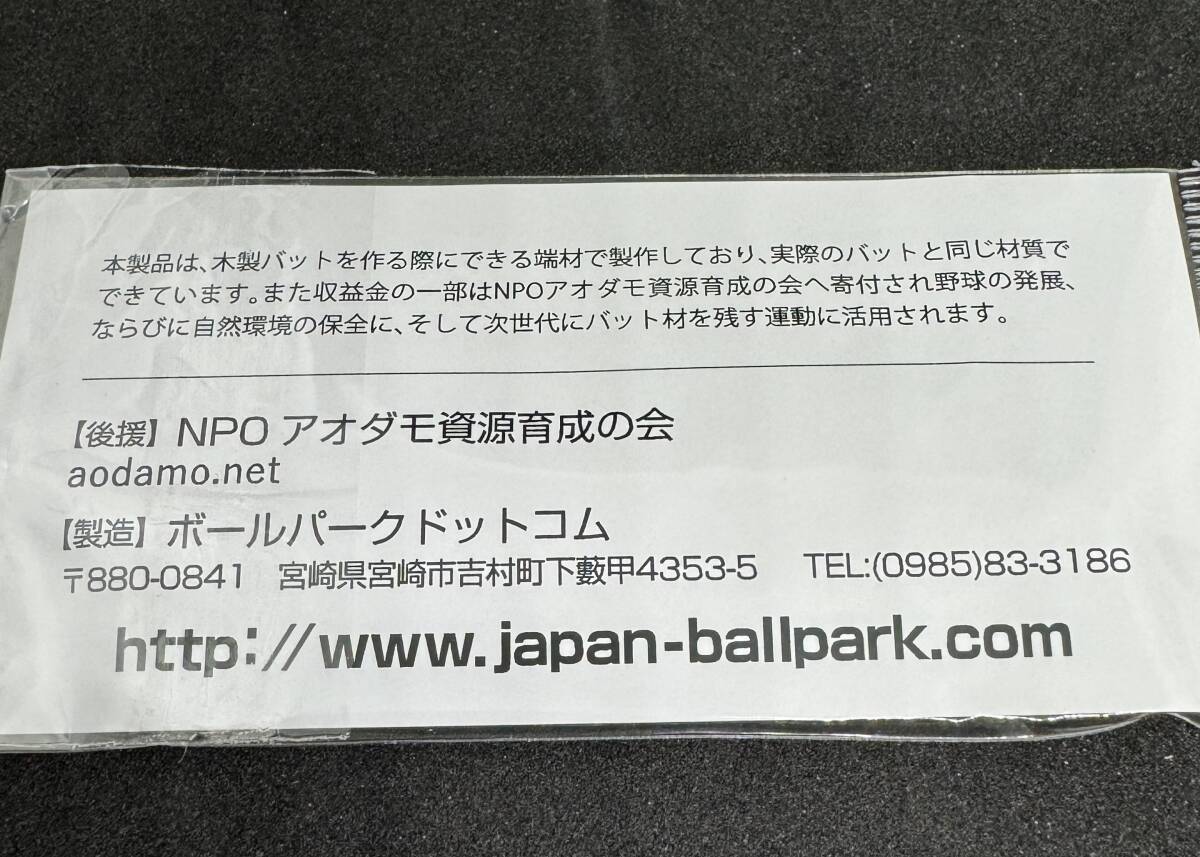 本製品は、木製バットを作る際にできる端材で製作しており、実際のバットと同じ材質で
できています。また収益金の一部はNPOアオダモ資源育成の会へ寄付され野球の発展、
ならびに自然環境の保全に、そして次世代にバット材を残す運動に活用されます。
【後援】NPO アオダモ資源育成の会
aodamo.net
【製造】ボールパークドットコム
〒880-0841 宮崎県宮崎市吉村町下藪甲4353-5 TEL:(0985)83-3186
http://www.japan-ballpark.com